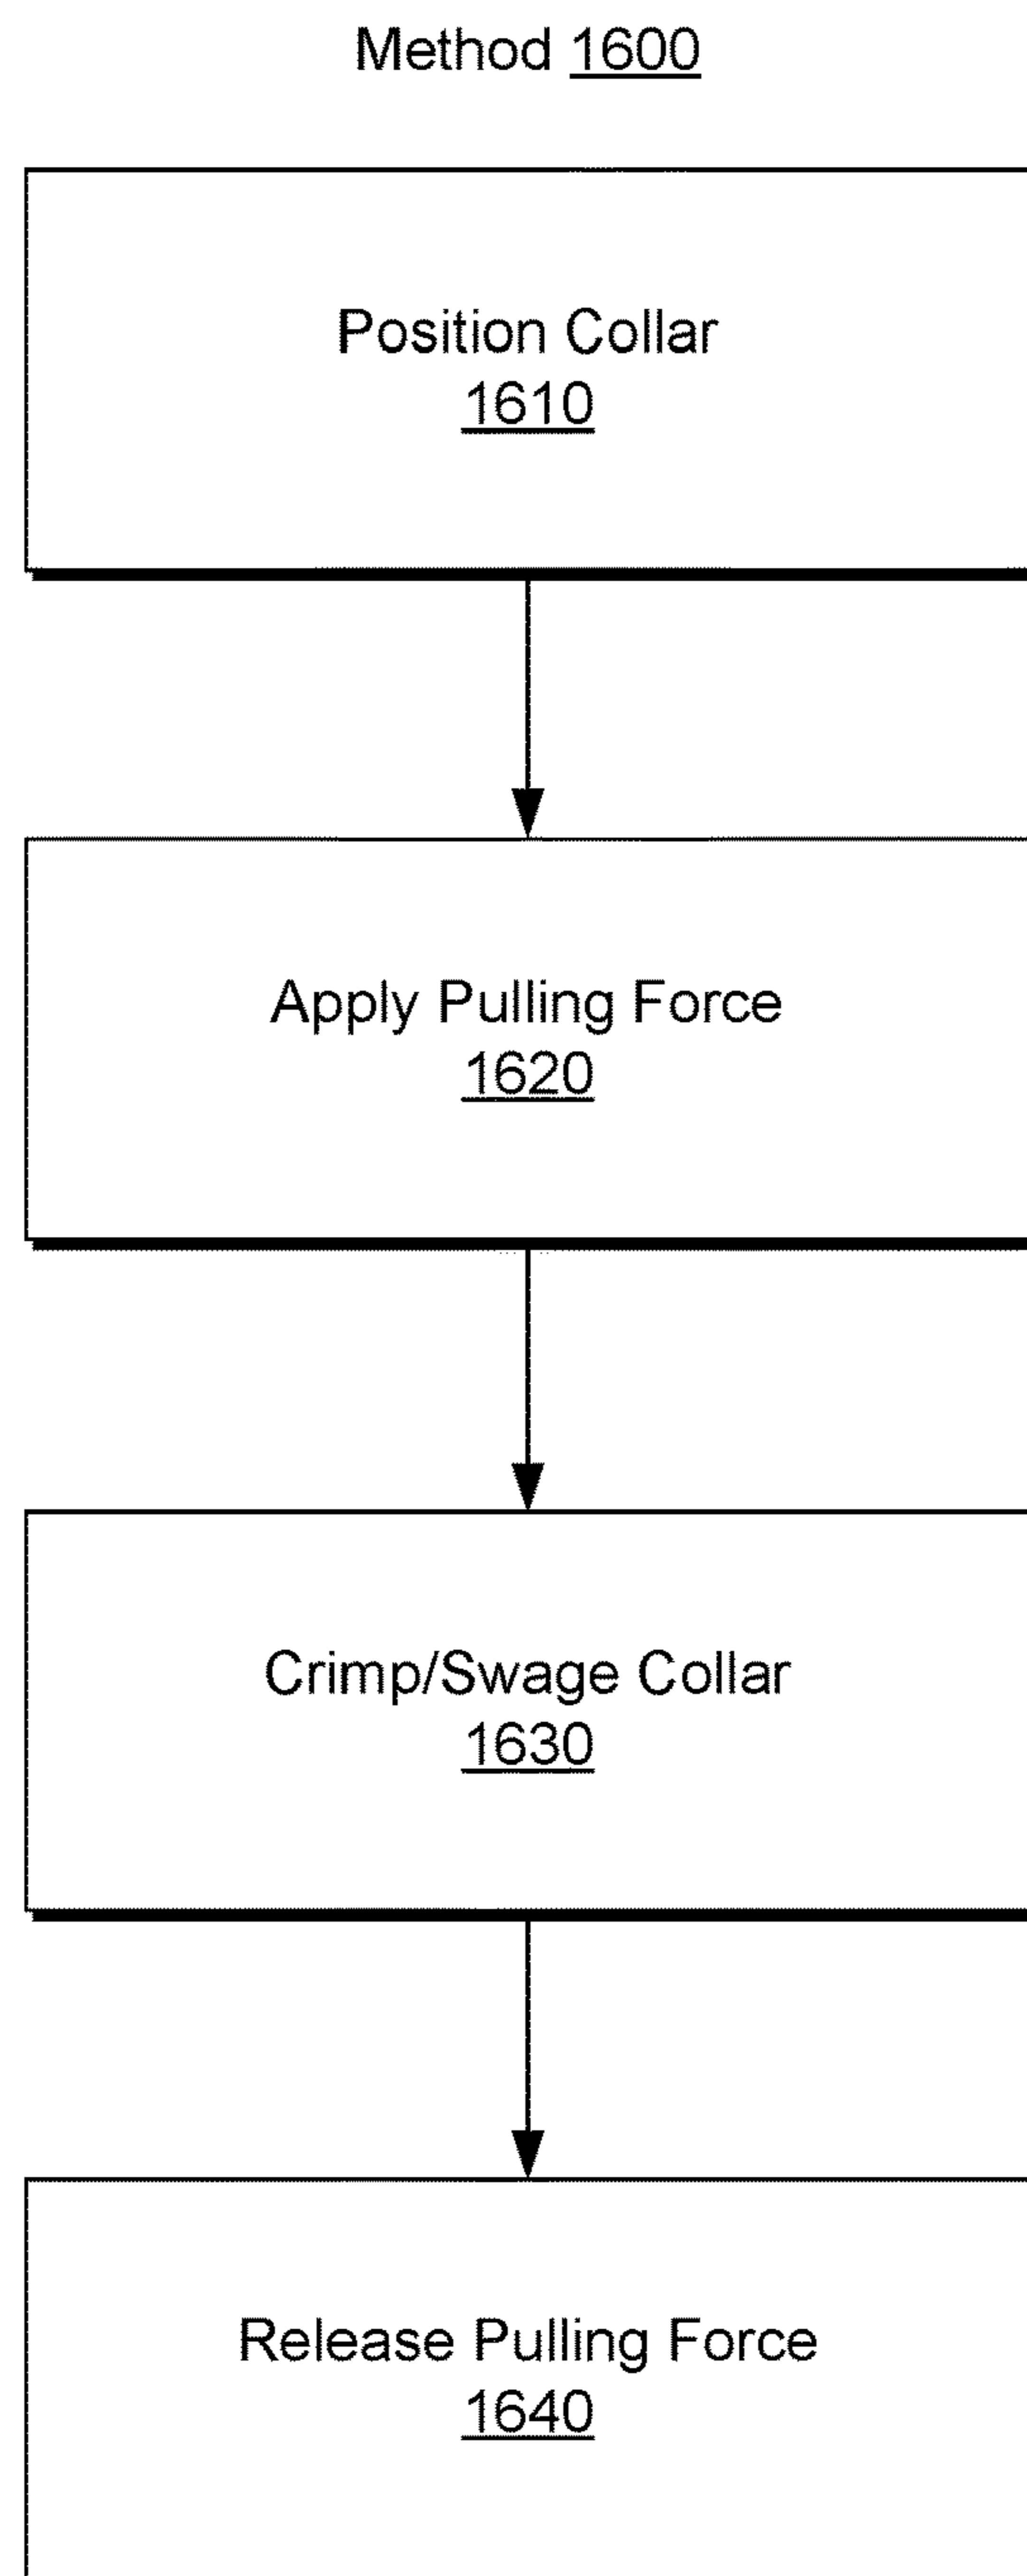 Method 1600
Position Collar
1610
Apply Pulling Force
1620
Crimp/Swage Collar
1630
Release Pulling Force
1640